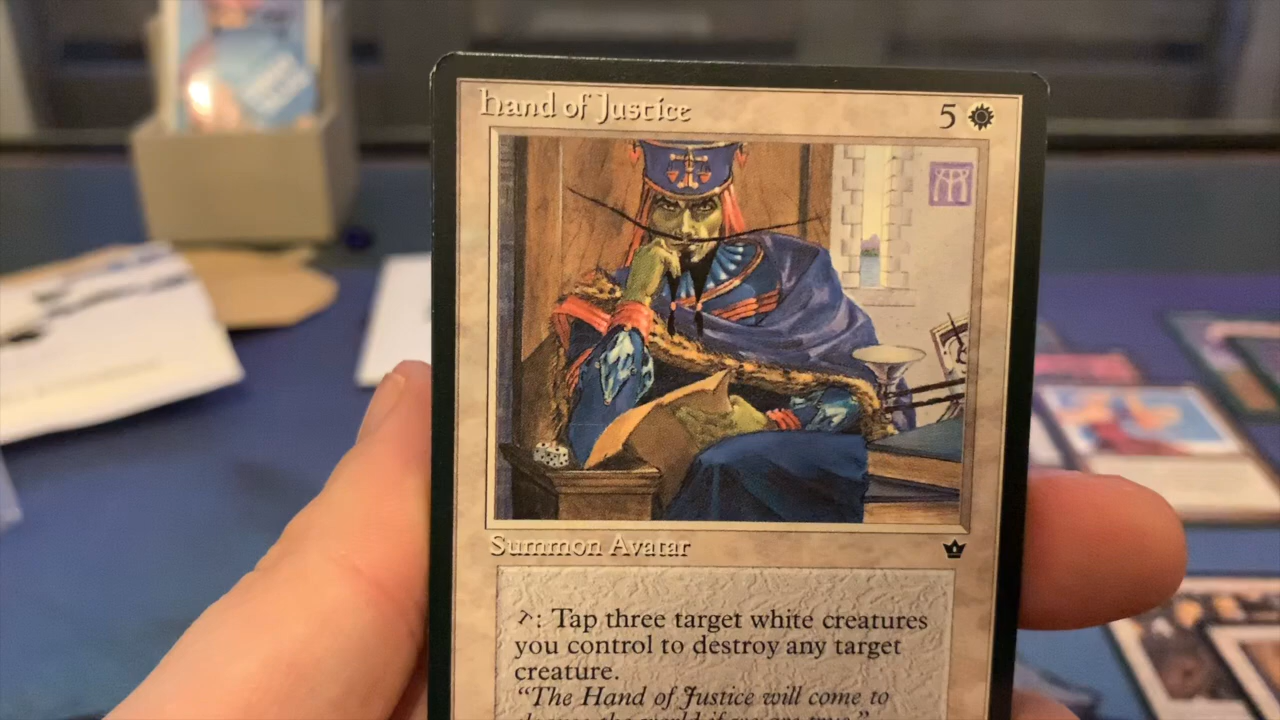 Hand of Justice 5
Summon Avatar
: Tap three target white creatures
you control to destroy any target
creature.
“The Hand of Justice will come to